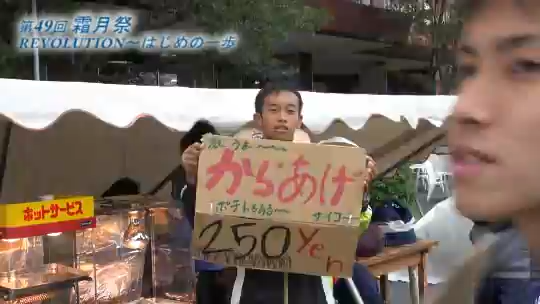 第49回 霜月祭
REVOLUTION～はじめの一歩
ホットサービス
からあげ
ポテトもある～
サイコー
250Yen